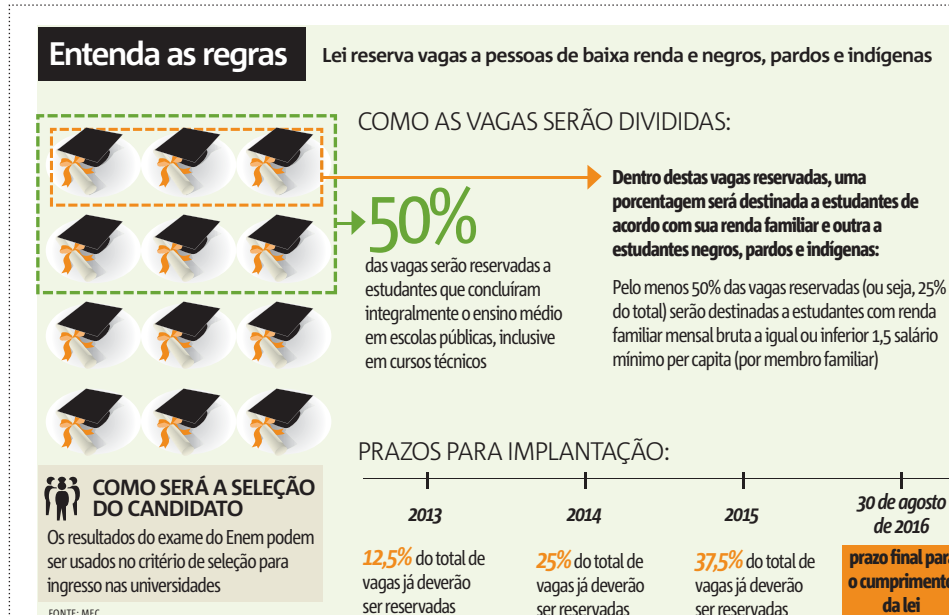 Entenda as regras
Lei reserva vagas a pessoas de baixa renda e negros, pardos e indígenas
COMO AS VAGAS SERÃO DIVIDIDAS:
50%
das vagas serão reservadas a
estudantes que concluíram
integralmente o ensino médio
em escolas públicas, inclusive
em cursos técnicos
Dentro destas vagas reservadas, uma
porcentagem será destinada a estudantes de
acordo com sua renda familiar e outra a
estudantes negros, pardos e indígenas:
Pelo menos 50% das vagas reservadas (ou seja, 25%
do total) serão destinadas a estudantes com renda
familiar mensal bruta a igual ou inferior 1,5 salário
mínimo per capita (por membro familiar)
COMO SERÁ A SELEÇÃO
DO CANDIDATO
Os resultados do exame do Enem podem
ser usados no critério de seleção para
ingresso nas universidades
FONTE: MEC
PRAZOS PARA IMPLANTAÇÃO:
2013
12,5% do total de
vagas já deverão
ser reservadas
2014
25% do total de
vagas já deverão
ser reservadas
2015
37,5% do total de
vagas já deverão
ser reservadas
30 de agosto
de 2016
prazo final para
o cumprimento
da lei